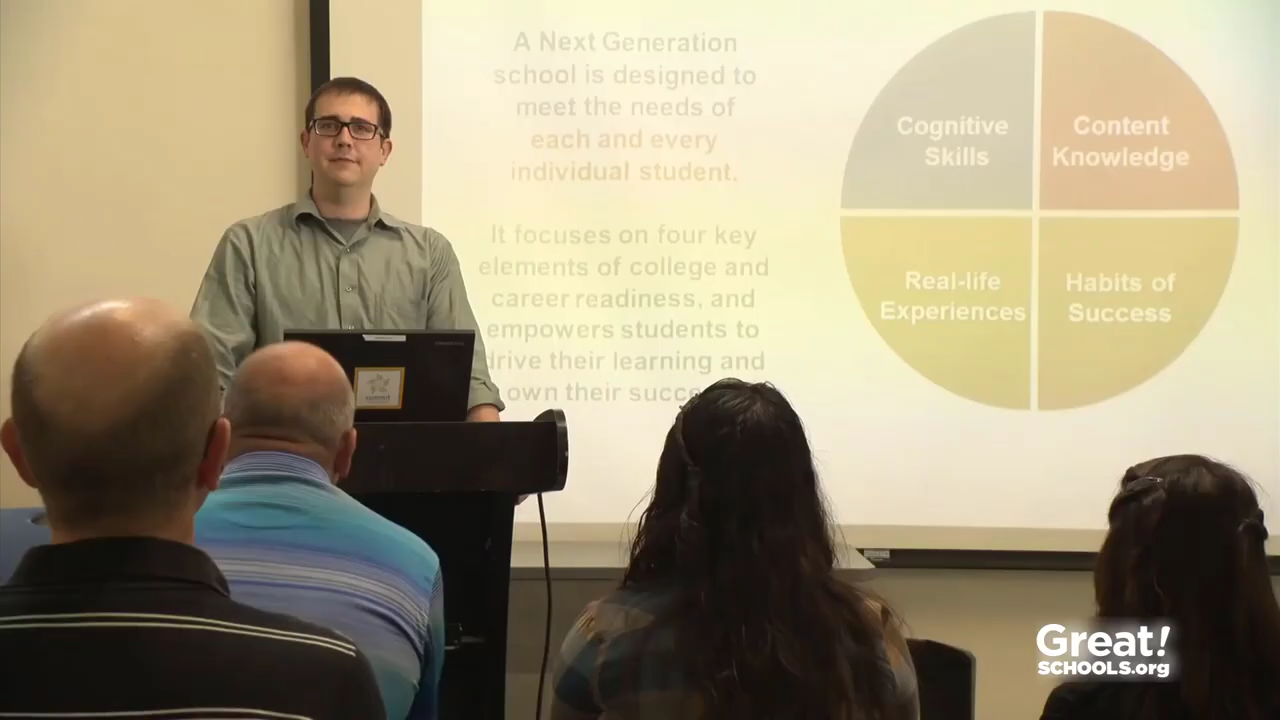 A Next Generation
school is designed to
meet the needs of
each and every
individual student.
It focuses on four key
elements of college and
career readiness, and
empowers students to
drive their learning and
own their
Cognitive
Skills
Content
Knowledge
Real-life
Experiences
Habits of
Success
Great!
SCHOOLS.org